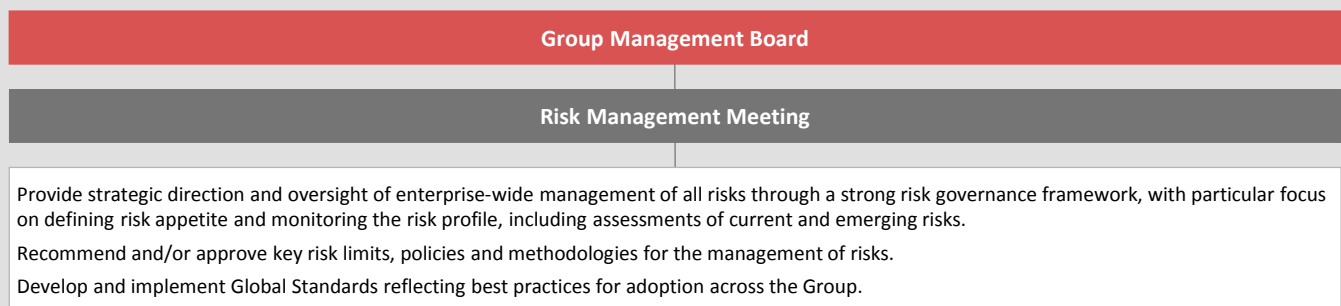 Group Management Board
Risk Management Meeting
Provide strategic direction and oversight of enterprise-wide management of all risks through a strong risk governance framework, with particular focus
on defining risk appetite and monitoring the risk profile, including assessments of current and emerging risks.
Recommend and/or approve key risk limits, policies and methodologies for the management of risks.
Develop and implement Global Standards reflecting best practices for adoption across the Group.